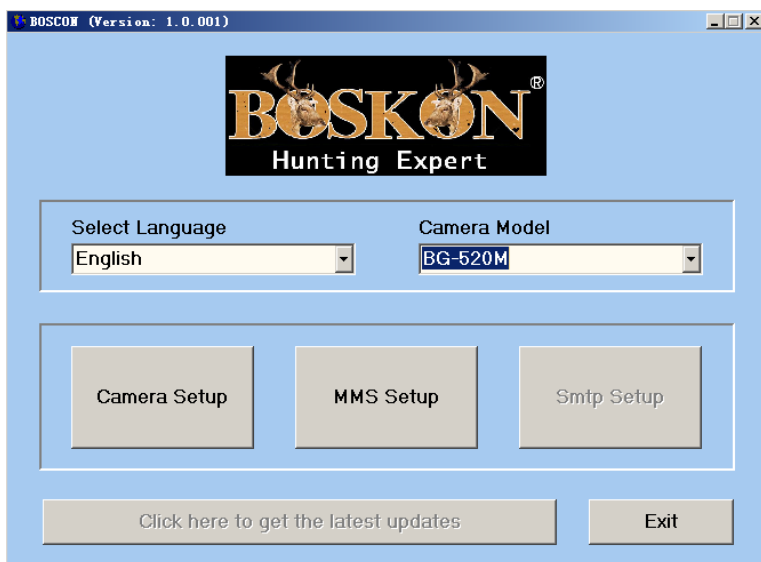 BOSCON (Version: 1.0.001)
BOSKON®
Hunting Expert
Select Language
Camera Model
English
BG-520M
Camera Setup
MMS Setup
Smtp Setup
Click here to get the latest updates
Exit